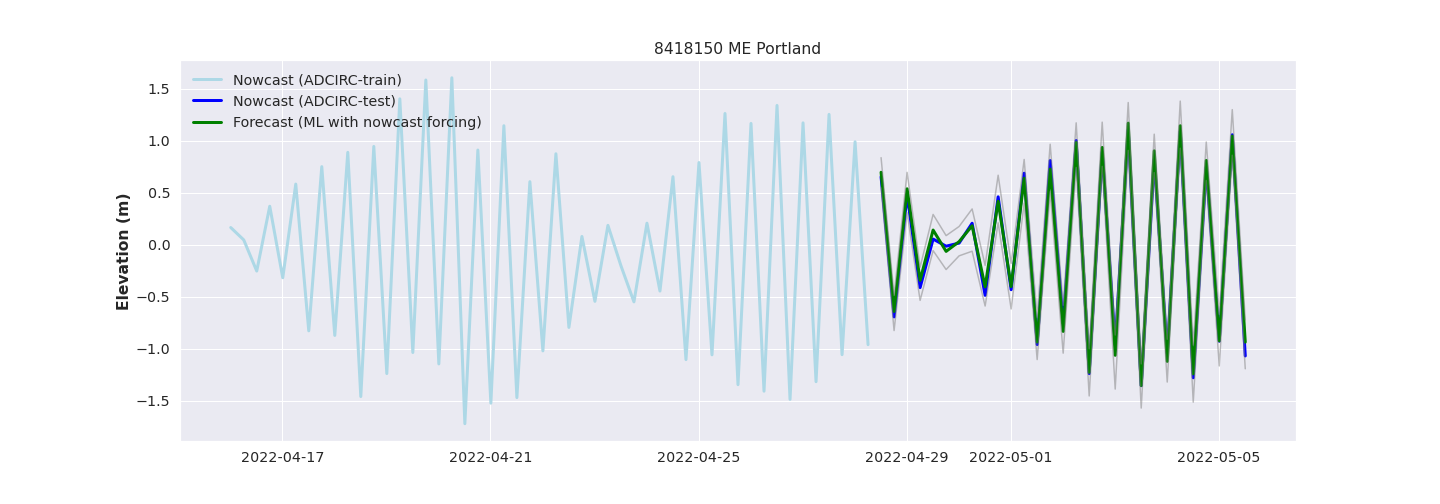 8418150 ME Portland
Nowcast (ADCIRC-train)
Nowcast (ADCIRC-test)
Forecast (ML with nowcast forcing)
Elevation (m)
1.5
1.0
0.5
0.0
−0.5
−1.0
−1.5
2022-04-17 2022-04-21 2022-04-25 2022-04-29 2022-05-01 2022-05-05